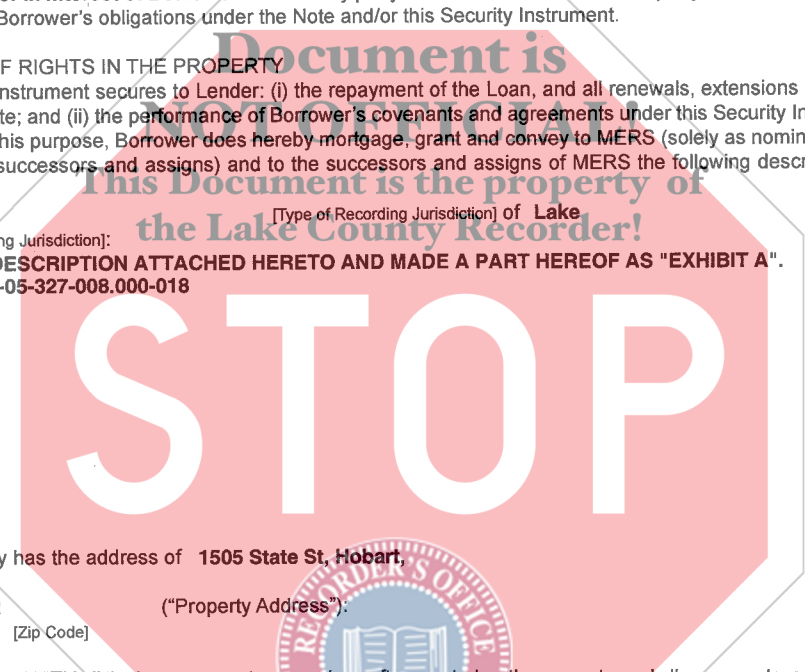 Borrower's obligations under the Note and/or this Security Instrument.
Document is
F RIGHTS IN THE PROPERTY
nstrument secures to Lender: (i) the repayment of the Loan, and all renewals, extensions
te; and (ii) the performance of Borrower's covenants and agreements under this Security In
NOT OFFICIAL!
his purpose, Borrower does hereby mortgage, grant and convey to MERS (solely as nomin
successors and assigns) and to the successors and assigns of MERS the following descr
This Document is the property of
[Type of Recording Jurisdiction] of Lake
the Lake County Recorder!
ng Jurisdiction]:
DESCRIPTION ATTACHED HERETO AND MADE A PART HEREOF AS "EXHIBIT A".
-05-327-008.000-018
STOP
y has the address of 1505 State St, Hobart,
RECORDER'S OFFICE
("Property Address"):
[Zip Code]